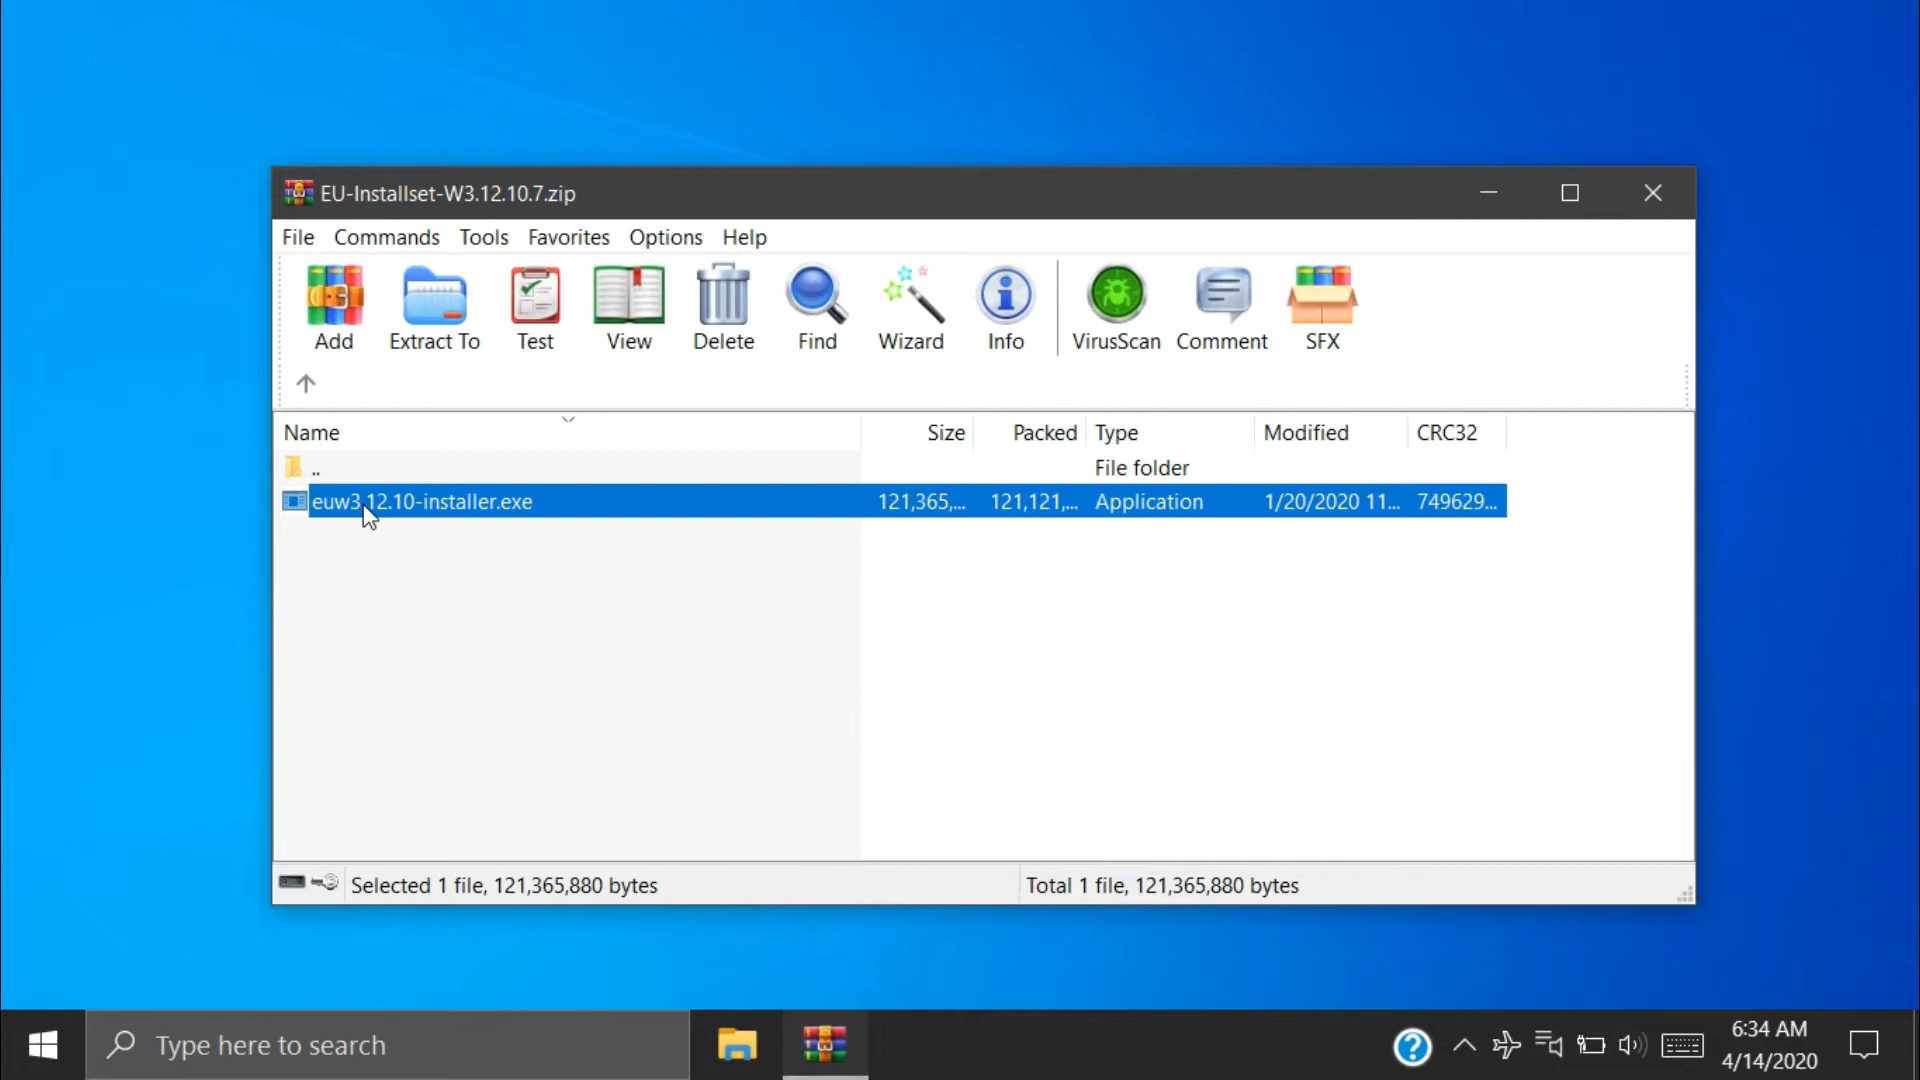 EU-Installset-W3.12.10.7.zip
File Commands Tools Favorites Options Help
Add Extract To Test View Delete Find Wizard Info VirusScan Comment SFX
Name Size Packed Type Modified CRC32
.. File folder
euw3.12.10-installer.exe 121,365,... 121,121,... Application 1/20/2020 11... 749629...
Selected 1 file, 121,365,880 bytes Total 1 file, 121,365,880 bytes
Type here to search
6:34 AM
4/14/2020